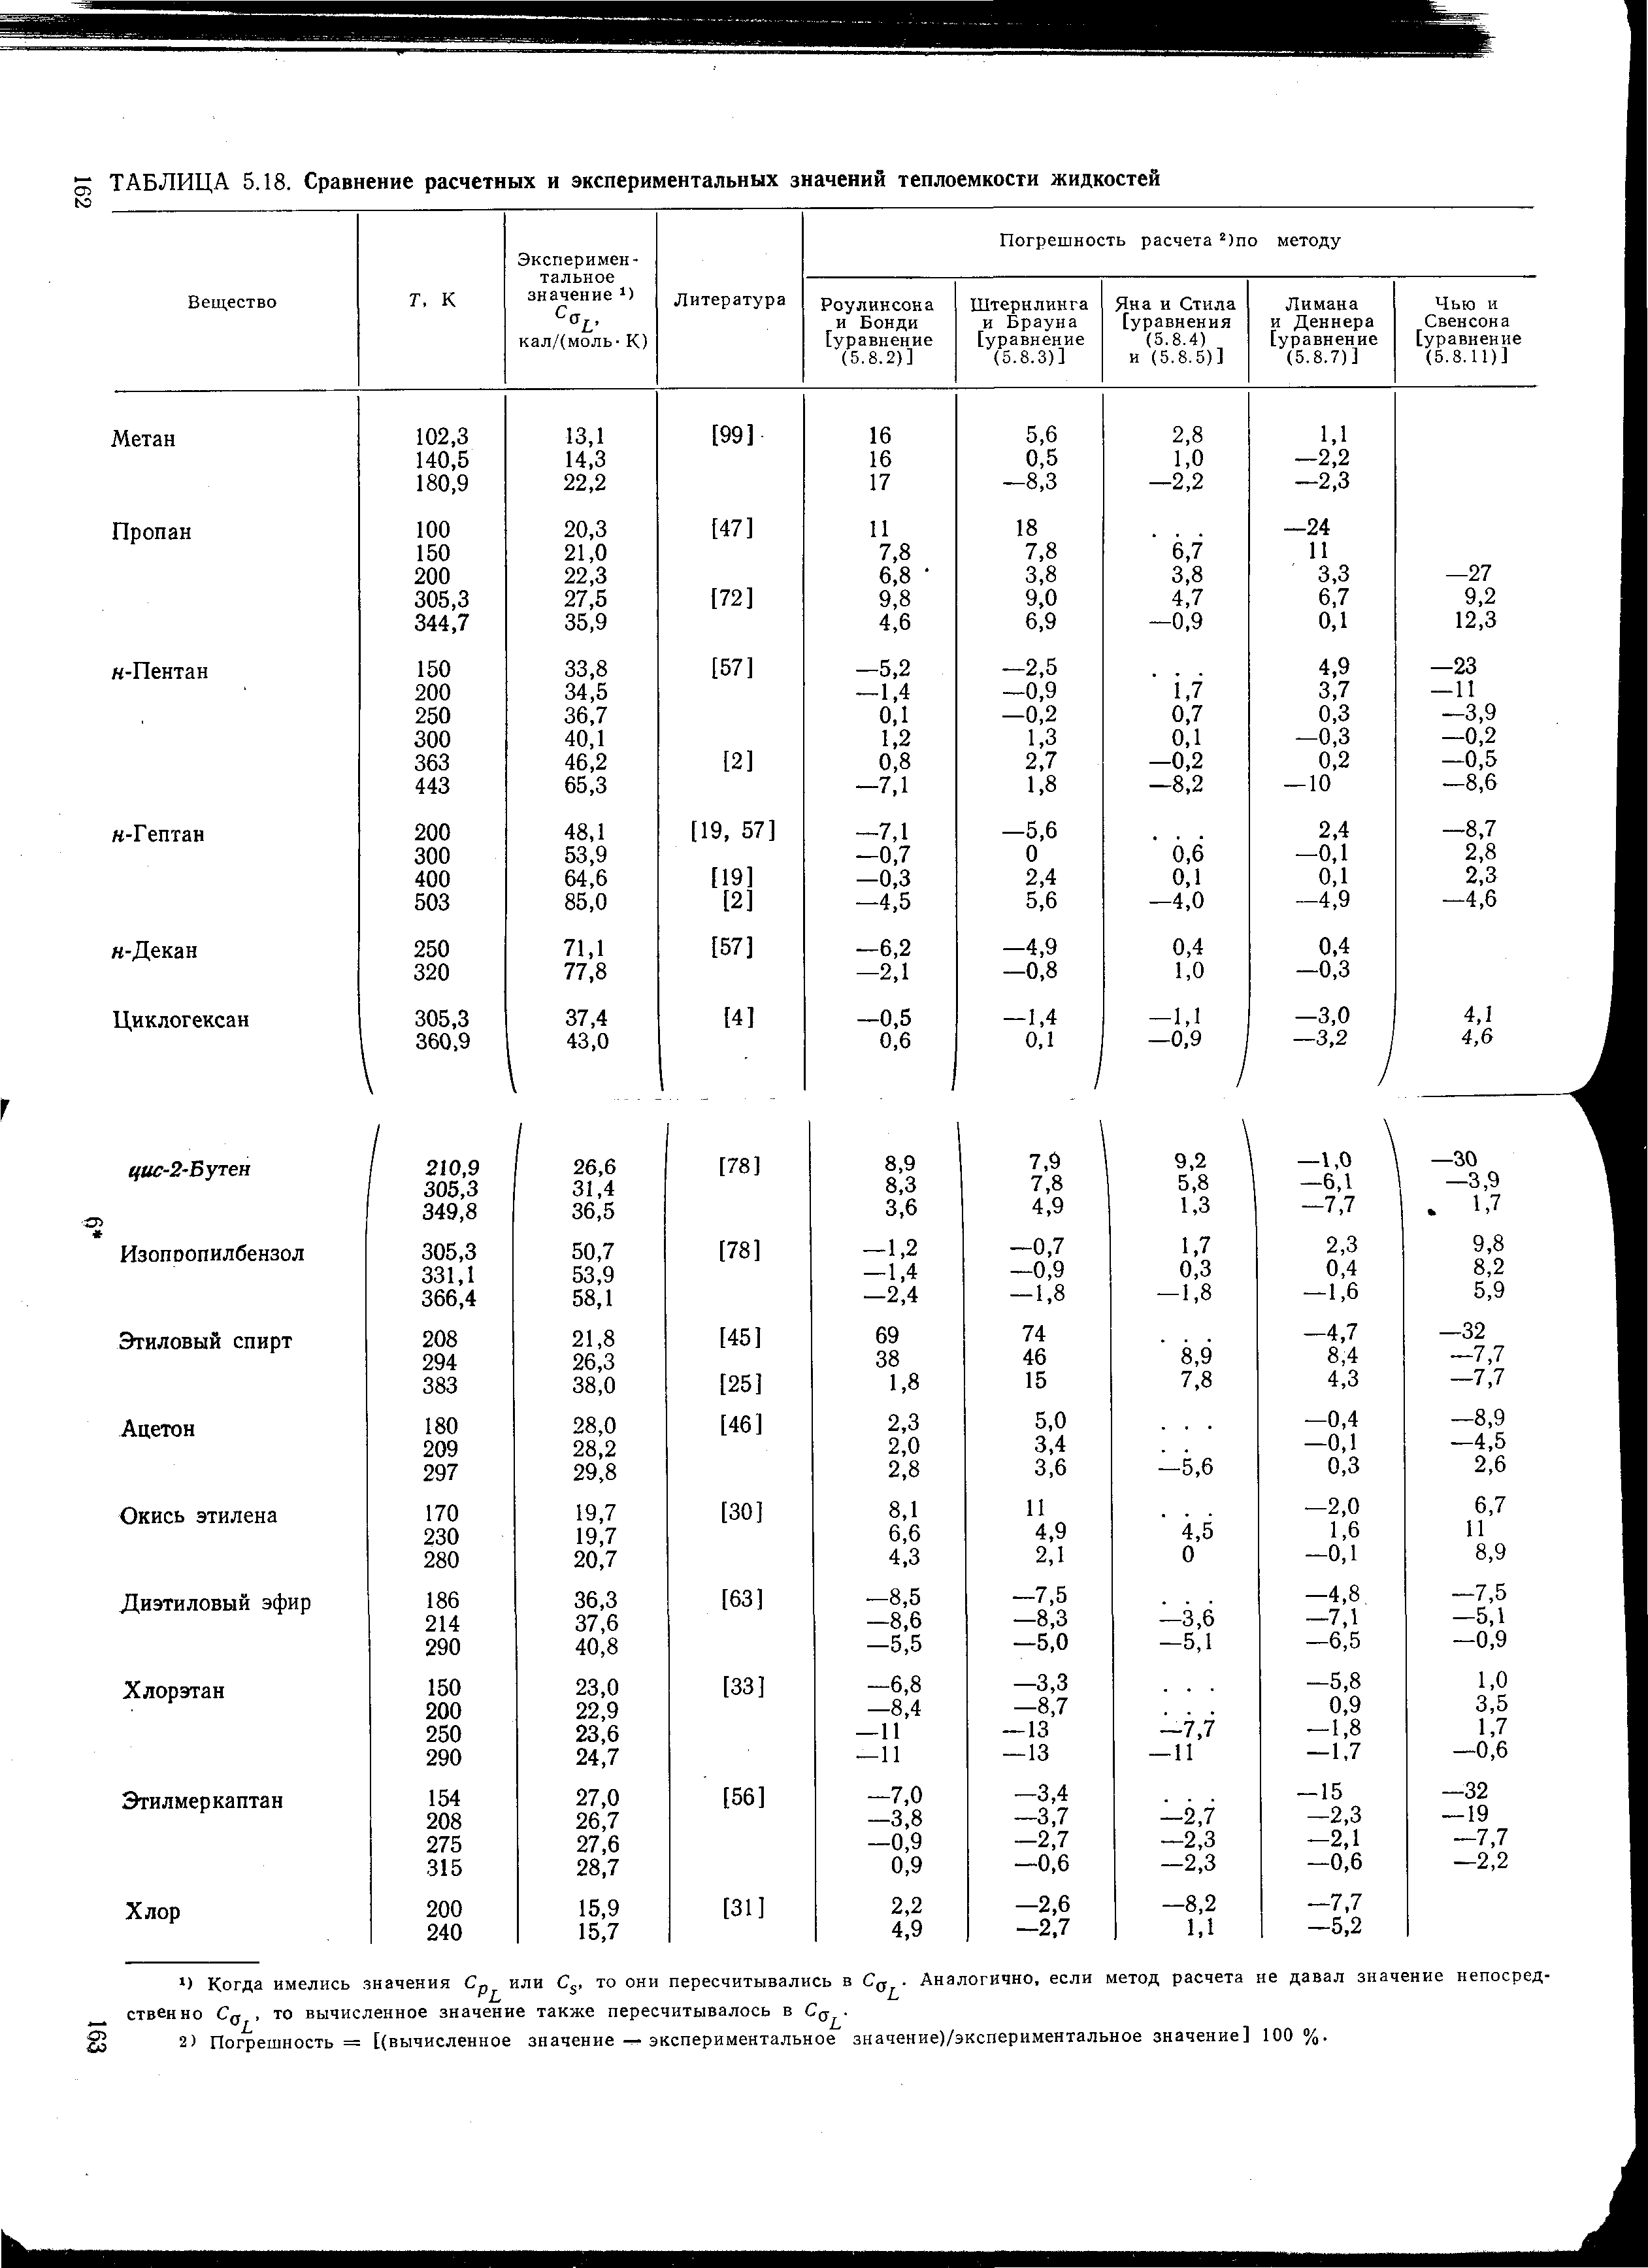 162
ТАБЛИЦА 5.18. Сравнение расчетных и экспериментальных значений теплоемкости жидкостей
Вещество
T, К
Эксперимен-
тальное
значение ¹)
CσL,
кал/(моль·К)
Литература
Погрешность расчета ²)по методу
Роулинсона
и Бонди
[уравнение
(5.8.2)]
Штернлинга
и Брауна
[уравнение
(5.8.3)]
Яна и Стила
[уравнения
(5.8.4)
и (5.8.5)]
Лимана
и Деннера
[уравнение
(5.8.7)]
Чью и
Свенсона
[уравнение
(5.8.11)]
Метан 102,3 13,1 [99] 16 5,6 2,8 1,1
140,5 14,3 16 0,5 1,0 —2,2
180,9 22,2 17 —8,3 —2,2 —2,3
Пропан 100 20,3 [47] 11 18 . . . —24
150 21,0 7,8 7,8 6,7 11
200 22,3 6,8 3,8 3,8 3,3 —27
305,3 27,5 [72] 9,8 9,0 4,7 6,7 9,2
344,7 35,9 4,6 6,9 —0,9 0,1 12,3
н-Пентан 150 33,8 [57] —5,2 —2,5 . . . 4,9 —23
200 34,5 —1,4 —0,9 1,7 3,7 —11
250 36,7 0,1 —0,2 0,7 0,3 —3,9
300 40,1 1,2 1,3 0,1 —0,3 —0,2
363 46,2 [2] 0,8 2,7 —0,2 0,2 —0,5
443 65,3 —7,1 1,8 —8,2 —10 —8,6
н-Гептан 200 48,1 [19, 57] —7,1 —5,6 . . . 2,4 —8,7
300 53,9 —0,7 0 0,6 —0,1 2,8
400 64,6 [19] —0,3 2,4 0,1 0,1 2,3
503 85,0 [2] —4,5 5,6 —4,0 —4,9 —4,6
н-Декан 250 71,1 [57] —6,2 —4,9 0,4 0,4
320 77,8 —2,1 —0,8 1,0 —0,3
Циклогексан 305,3 37,4 [4] —0,5 —1,4 —1,1 —3,0 4,1
360,9 43,0 0,6 0,1 —0,9 —3,2 4,6
цис-2-Бутен 210,9 26,6 [78] 8,9 7,9 9,2 —1,0 —30
305,3 31,4 8,3 7,8 5,8 —6,1 —3,9
349,8 36,5 3,6 4,9 1,3 —7,7 1,7
6*
Изопропилбензол 305,3 50,7 [78] —1,2 —0,7 1,7 2,3 9,8
331,1 53,9 —1,4 —0,9 0,3 0,4 8,2
366,4 58,1 —2,4 —1,8 —1,8 —1,6 5,9
Этиловый спирт 208 21,8 [45] 69 74 . . . —4,7 —32
294 26,3 38 46 8,9 8,4 —7,7
383 38,0 [25] 1,8 15 7,8 4,3 —7,7
Ацетон 180 28,0 [46] 2,3 5,0 . . . —0,4 —8,9
209 28,2 2,0 3,4 . . —0,1 —4,5
297 29,8 2,8 3,6 —5,6 0,3 2,6
Окись этилена 170 19,7 [30] 8,1 11 . . . —2,0 6,7
230 19,7 6,6 4,9 4,5 1,6 11
280 20,7 4,3 2,1 0 —0,1 8,9
Диэтиловый эфир 186 36,3 [63] —8,5 —7,5 . . . —4,8 —7,5
214 37,6 —8,6 —8,3 —3,6 —7,1 —5,1
290 40,8 —5,5 —5,0 —5,1 —6,5 —0,9
Хлорэтан 150 23,0 [33] —6,8 —3,3 . . . —5,8 1,0
200 22,9 —8,4 —8,7 . . . 0,9 3,5
250 23,6 —11 —13 —7,7 —1,8 1,7
290 24,7 —11 —13 —11 —1,7 —0,6
Этилмеркаптан 154 27,0 [56] —7,0 —3,4 . . . —15 —32
208 26,7 —3,8 —3,7 —2,7 —2,3 —19
275 27,6 —0,9 —2,7 —2,3 —2,1 —7,7
315 28,7 0,9 —0,6 —2,3 —0,6 —2,2
Хлор 200 15,9 [31] 2,2 —2,6 —8,2 —7,7
240 15,7 4,9 —2,7 1,1 —5,2
¹) Когда имелись значения CpL или Cs, то они пересчитывались в CσL. Аналогично, если метод расчета не давал значение непосред-
ственно CσL, то вычисленное значение также пересчитывалось в CσL.
2) Погрешность = [(вычисленное значение — экспериментальное значение)/экспериментальное значение] 100 %.
163